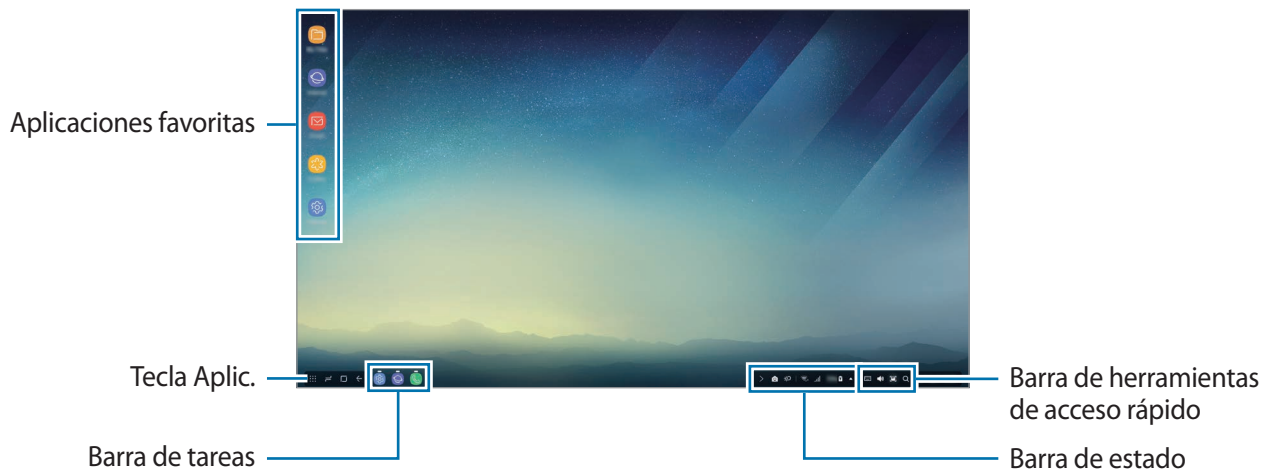 Aplicaciones favoritas
Tecla Aplic.
Barra de tareas
Barra de herramientas
de acceso rápido
Barra de estado